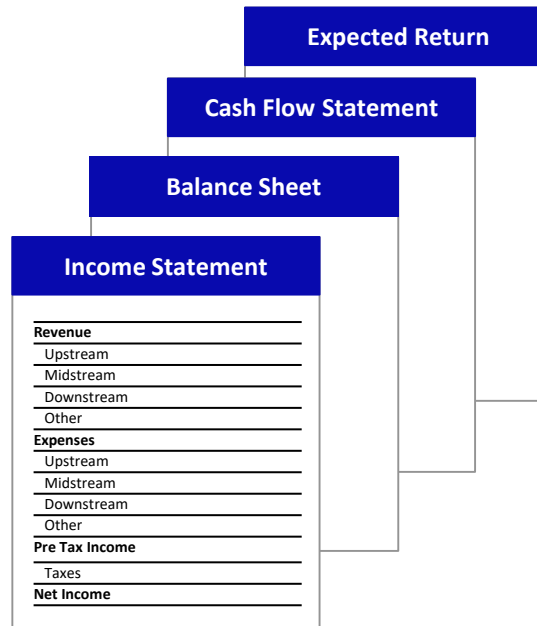 Expected Return
Cash Flow Statement
Balance Sheet
Income Statement
Revenue
Upstream
Midstream
Downstream
Other
Expenses
Upstream
Midstream
Downstream
Other
Pre Tax Income
Taxes
Net Income